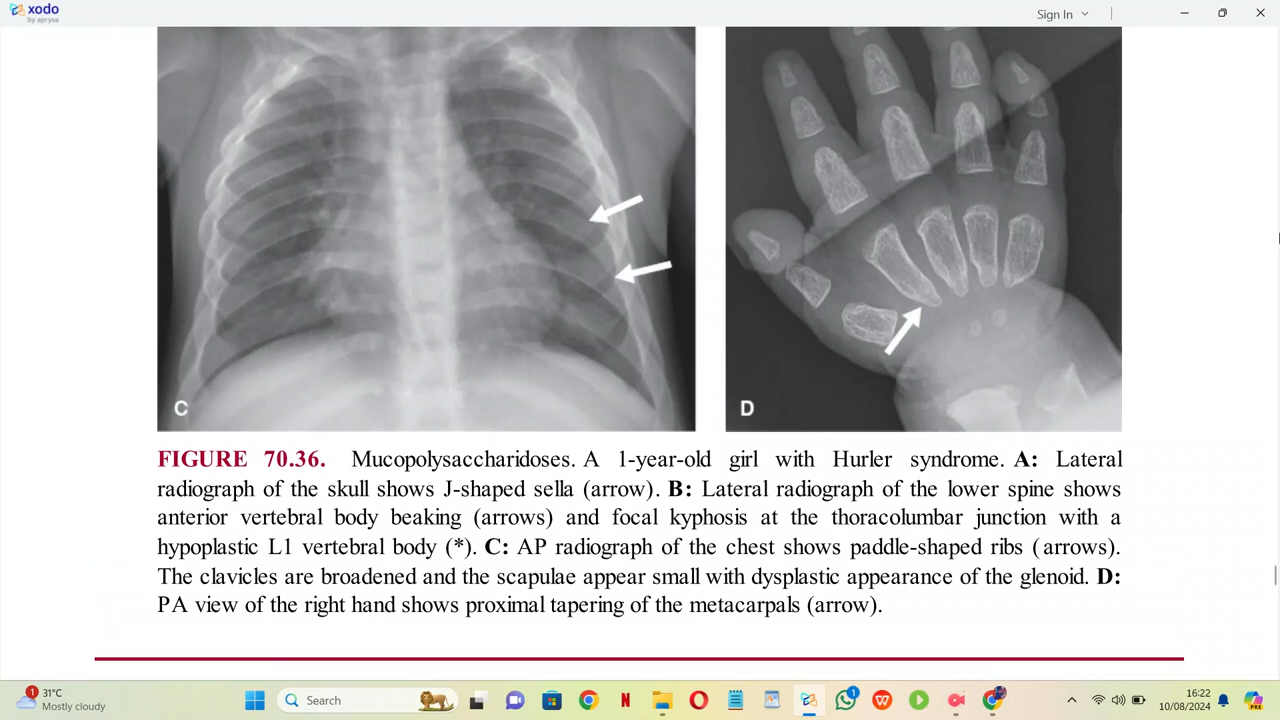 xodo
by apryse
Sign In
C
D
FIGURE 70.36. Mucopolysaccharidoses. A 1-year-old girl with Hurler syndrome. A: Lateral
radiograph of the skull shows J-shaped sella (arrow). B: Lateral radiograph of the lower spine shows
anterior vertebral body beaking (arrows) and focal kyphosis at the thoracolumbar junction with a
hypoplastic L1 vertebral body (*). C: AP radiograph of the chest shows paddle-shaped ribs (arrows).
The clavicles are broadened and the scapulae appear small with dysplastic appearance of the glenoid. D:
PA view of the right hand shows proximal tapering of the metacarpals (arrow).
1
31°C
Mostly cloudy
Search
N
1
W
16:22
10/08/2024
PRE